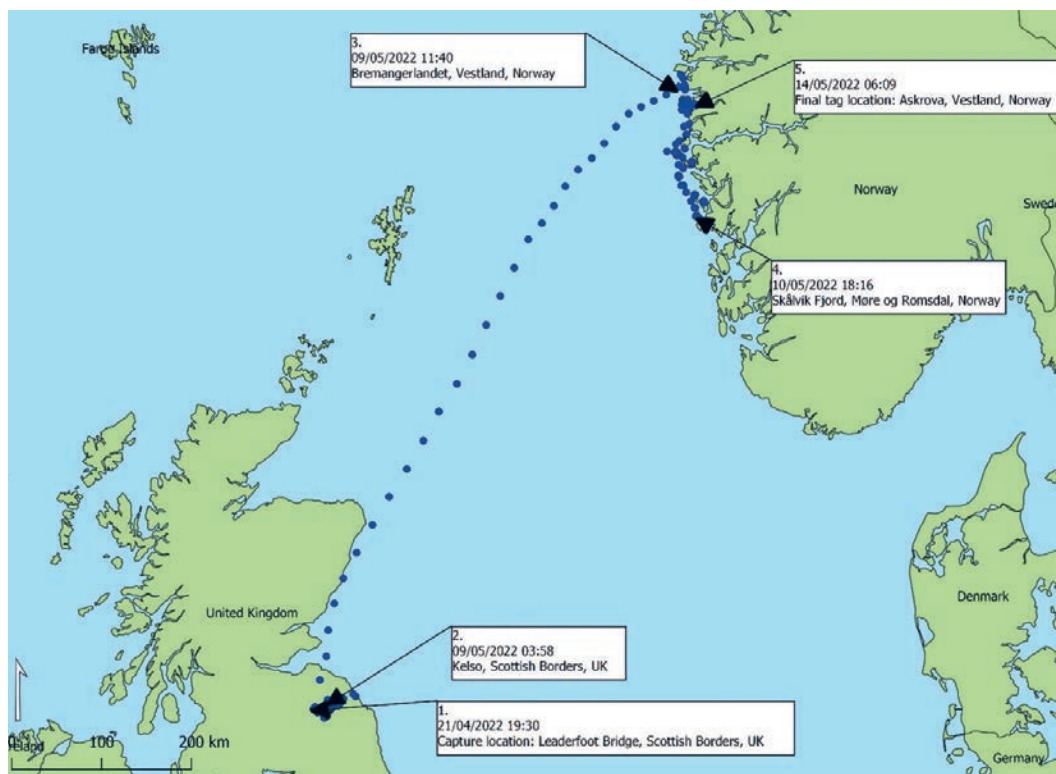 Faroe Islands
3.
09/05/2022 11:40
Bremangerlandet, Vestland, Norway
5.
14/05/2022 06:09
Final tag location: Askrova, Vestland, Norway
Norway
4.
10/05/2022 18:16
Skålvik Fjord, Møre og Romsdal, Norway
Denmark
United Kingdom
2.
09/05/2022 03:58
Kelso, Scottish Borders, UK
1.
21/04/2022 19:30
Capture location: Leaderfoot Bridge, Scottish Borders, UK
100
200 km
Germany